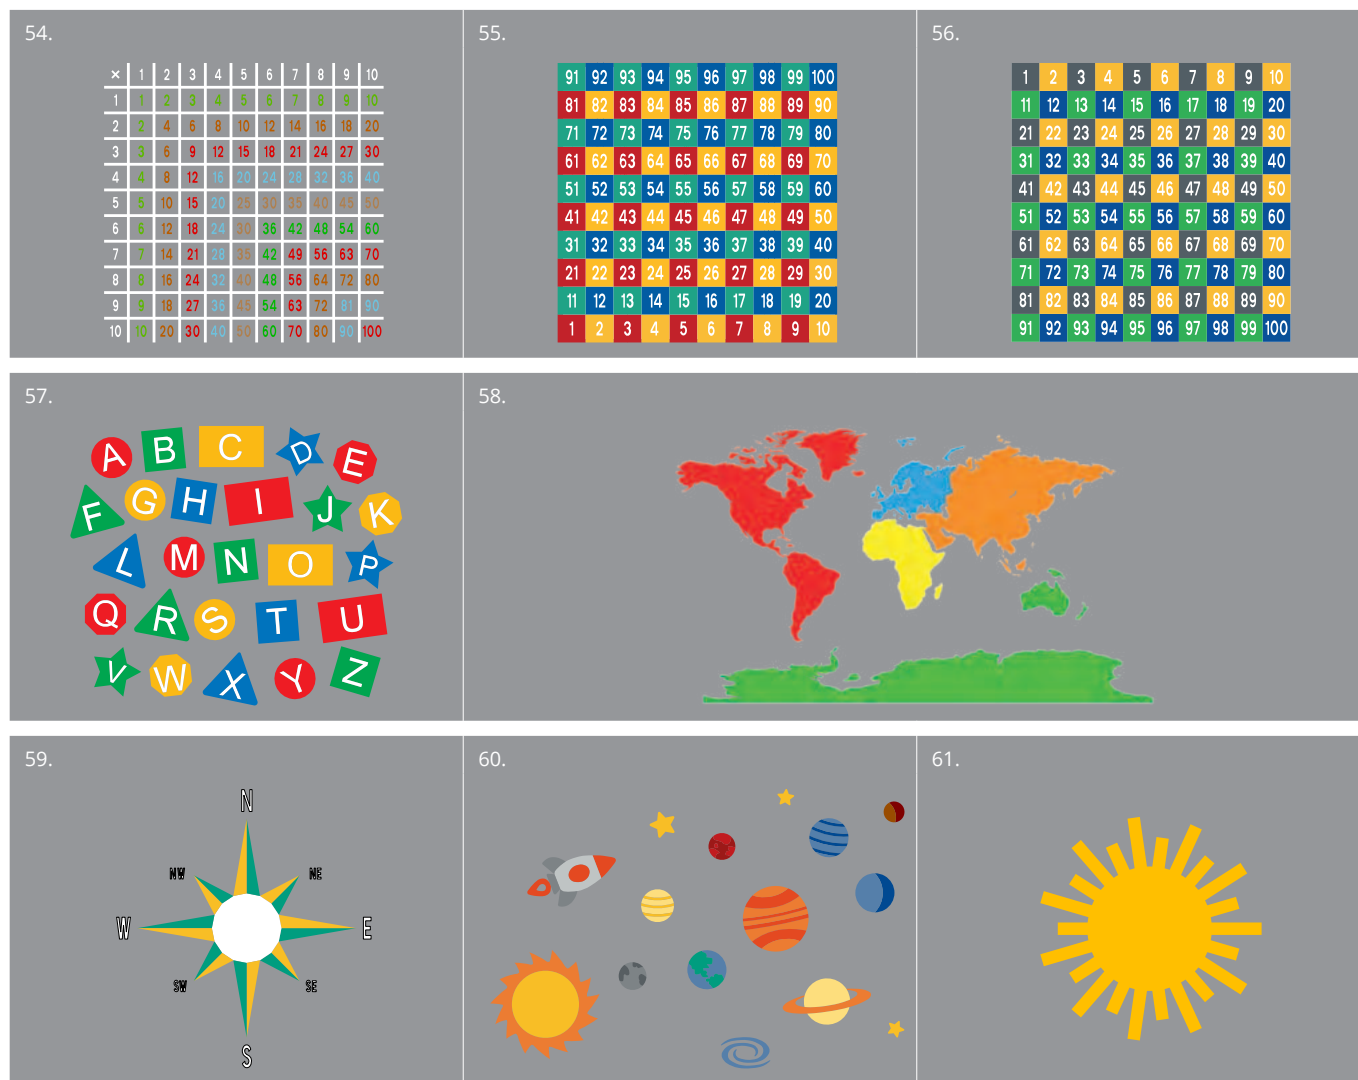 54.
× 1 2 3 4 5 6 7 8 9 10
1 1 2 3 4 5 6 7 8 9 10
2 2 4 6 8 10 12 14 16 18 20
3 3 6 9 12 15 18 21 24 27 30
4 4 8 12 16 20 24 28 32 36 40
5 5 10 15 20 25 30 35 40 45 50
6 6 12 18 24 30 36 42 48 54 60
7 7 14 21 28 35 42 49 56 63 70
8 8 16 24 32 40 48 56 64 72 80
9 9 18 27 36 45 54 63 72 81 90
10 10 20 30 40 50 60 70 80 90 100
55.
91 92 93 94 95 96 97 98 99 100
81 82 83 84 85 86 87 88 89 90
71 72 73 74 75 76 77 78 79 80
61 62 63 64 65 66 67 68 69 70
51 52 53 54 55 56 57 58 59 60
41 42 43 44 45 46 47 48 49 50
31 32 33 34 35 36 37 38 39 40
21 22 23 24 25 26 27 28 29 30
11 12 13 14 15 16 17 18 19 20
1 2 3 4 5 6 7 8 9 10
56.
1 2 3 4 5 6 7 8 9 10
11 12 13 14 15 16 17 18 19 20
21 22 23 24 25 26 27 28 29 30
31 32 33 34 35 36 37 38 39 40
41 42 43 44 45 46 47 48 49 50
51 52 53 54 55 56 57 58 59 60
61 62 63 64 65 66 67 68 69 70
71 72 73 74 75 76 77 78 79 80
81 82 83 84 85 86 87 88 89 90
91 92 93 94 95 96 97 98 99 100
57.
A B C D E
F G H I J K
L M N O P
Q R S T U
V W X Y Z
58.
59.
N
NW NE
W E
SW SE
S
60.
61.